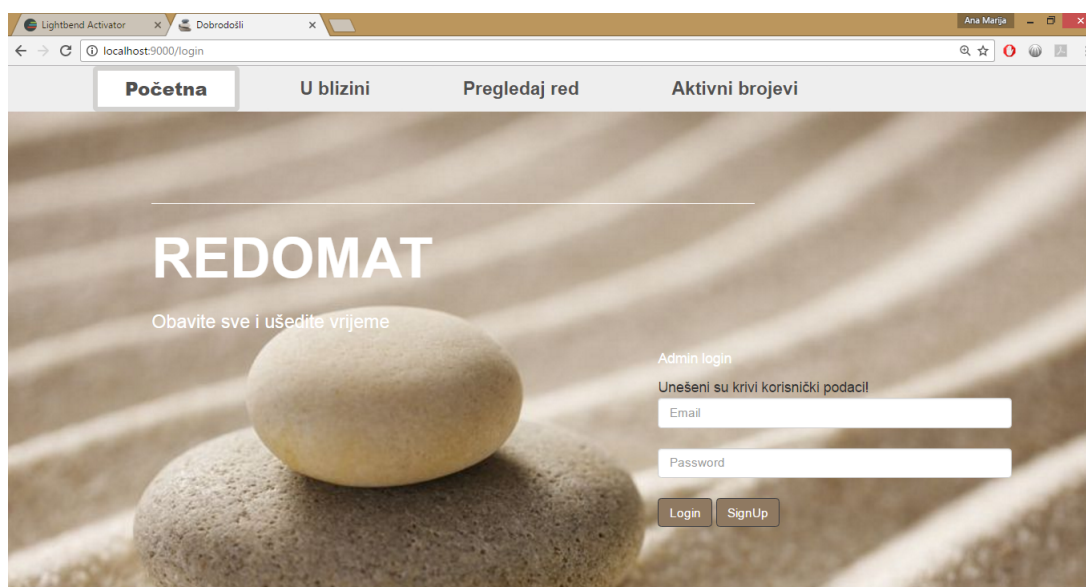 Lightbend Activator
Dobrodošli
Ana Marija
localhost:9000/login
Početna
U blizini
Pregledaj red
Aktivni brojevi
REDOMAT
Obavite sve i uštedite vrijeme
Admin login
Unešeni su krivi korisnički podaci!
Email
Password
Login
SignUp